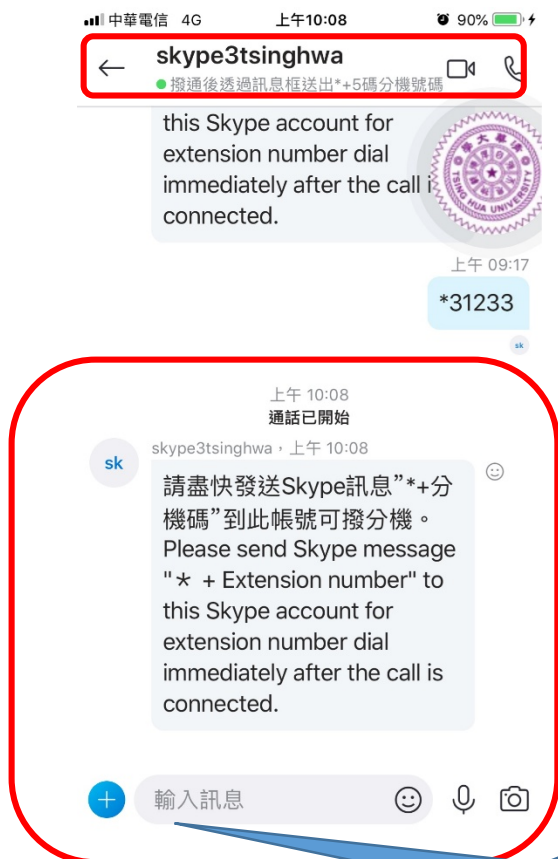 中華電信 4G 上午10:08 90%
skype3tsinghwa
撥通後透過訊息框送出*+5碼分機號碼
this Skype account for
extension number dial
immediately after the call i
connected.
TSING HUA UNIVERSITY
上午 09:17
*31233
sk
上午 10:08
通話已開始
skype3tsinghwa，上午 10:08
sk
請盡快發送Skype訊息”*+分
機碼”到此帳號可撥分機。
Please send Skype message
"＊ + Extension number" to
this Skype account for
extension number dial
immediately after the call is
connected.
輸入訊息